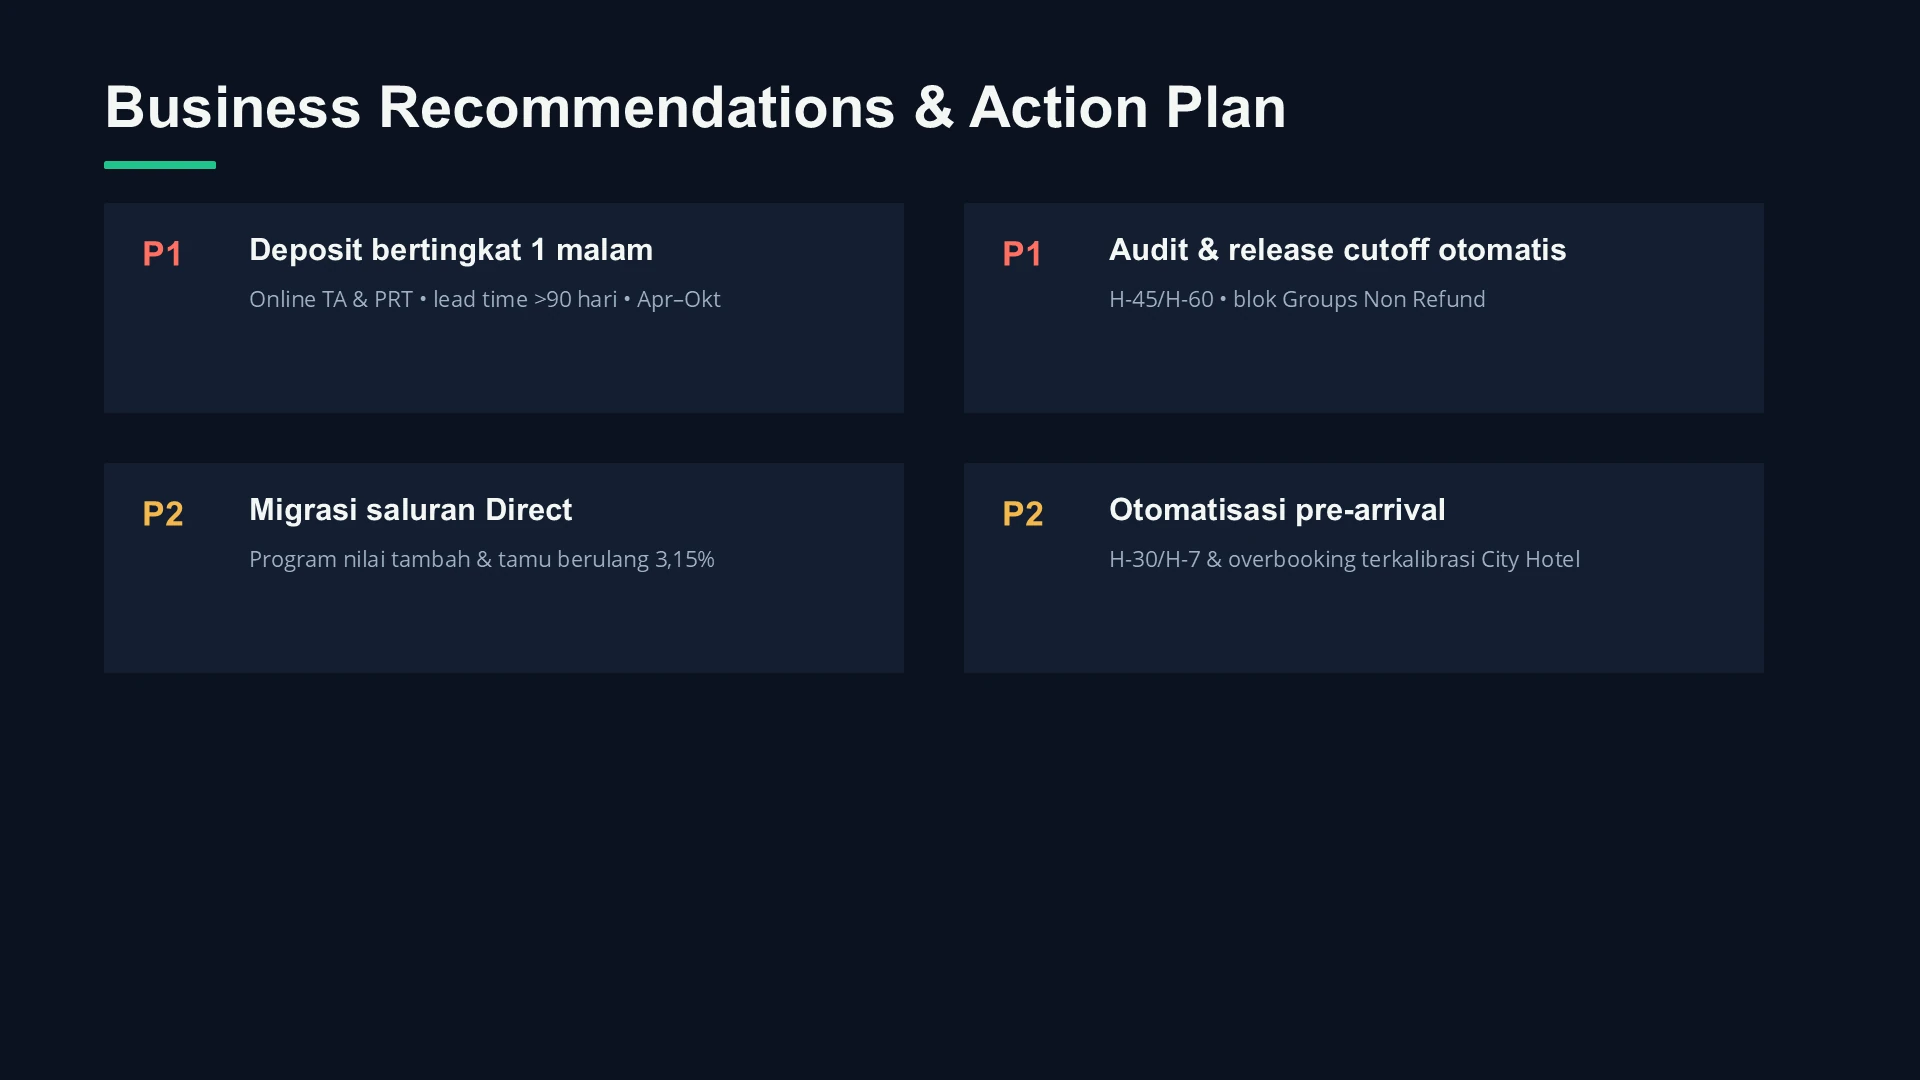 Business Recommendations & Action Plan
P1
Deposit bertingkat 1 malam
Online TA & PRT • lead time >90 hari • Apr–Okt
P1
Audit & release cutoff otomatis
H-45/H-60 • blok Groups Non Refund
P2
Migrasi saluran Direct
Program nilai tambah & tamu berulang 3,15%
P2
Otomatisasi pre-arrival
H-30/H-7 & overbooking terkalibrasi City Hotel